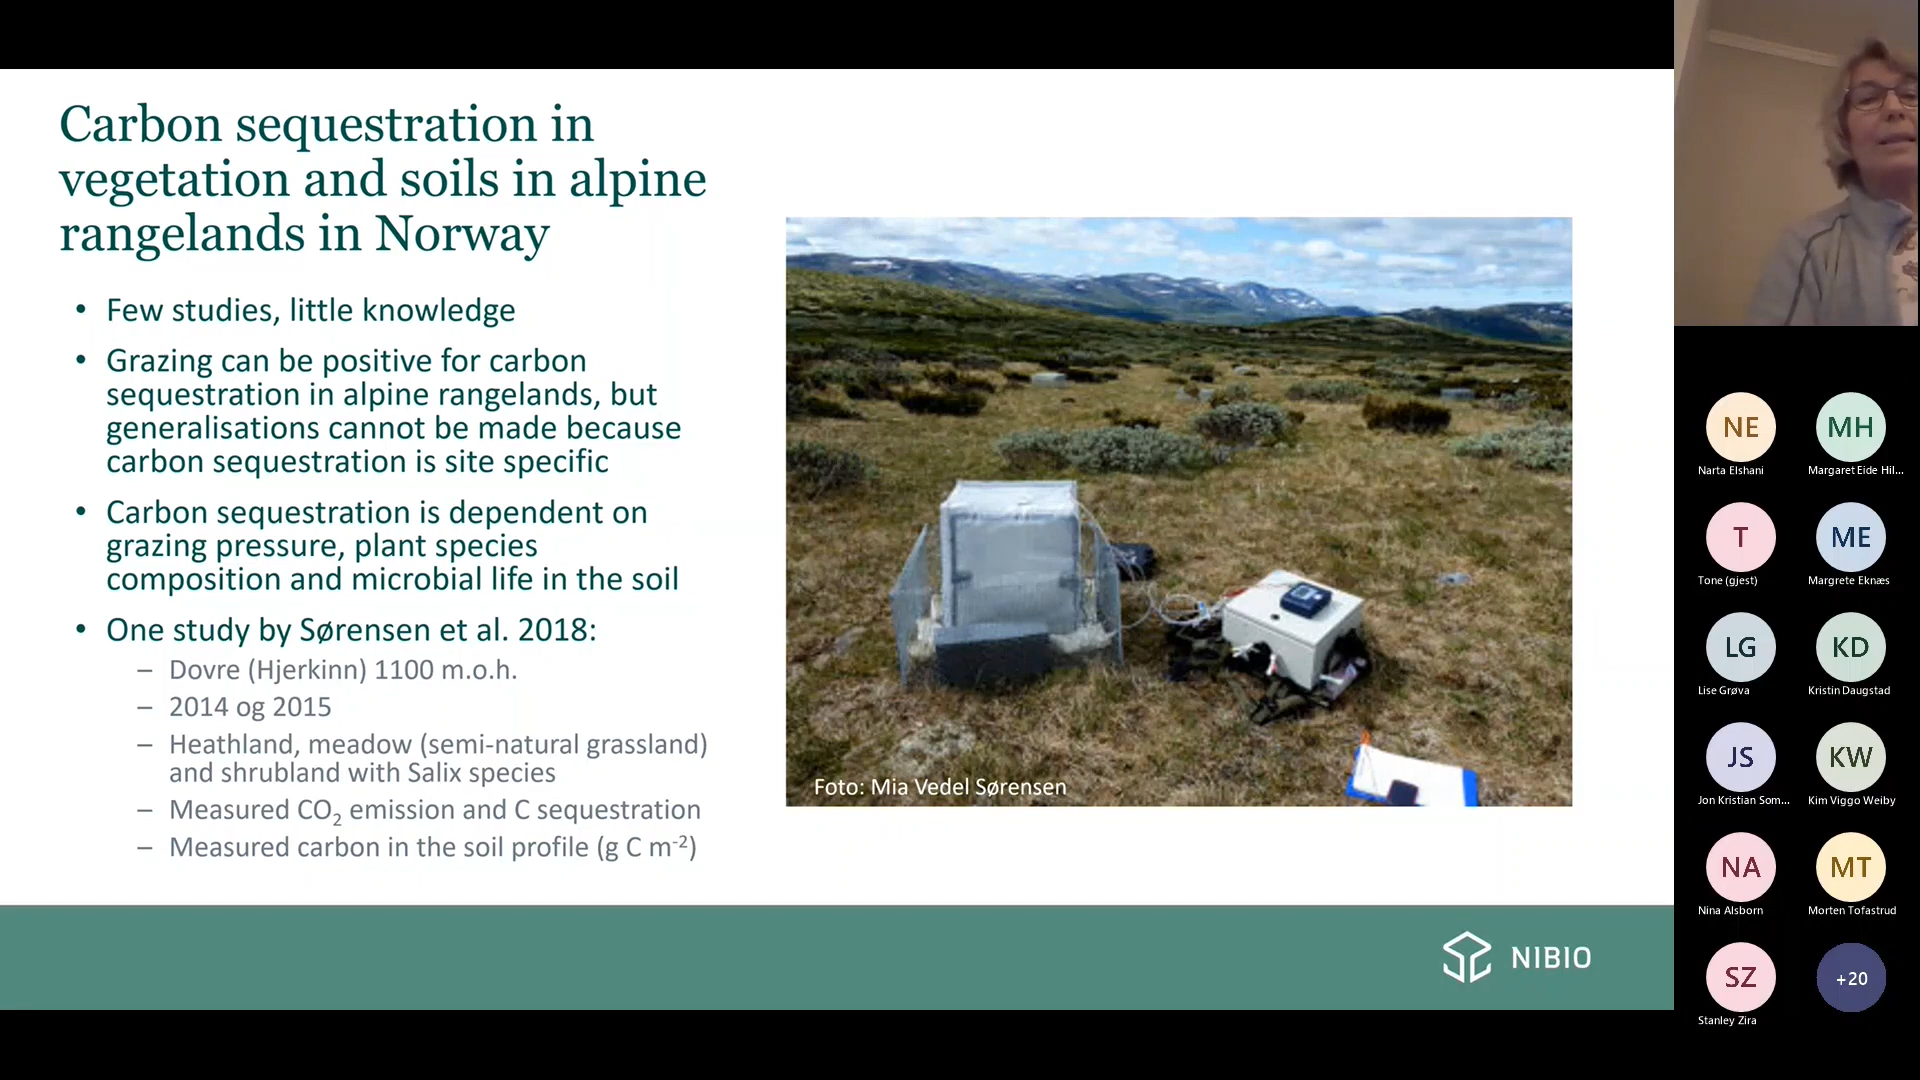 Carbon sequestration in
vegetation and soils in alpine
rangelands in Norway
• Few studies, little knowledge
• Grazing can be positive for carbon
sequestration in alpine rangelands, but
generalisations cannot be made because
carbon sequestration is site specific
• Carbon sequestration is dependent on
grazing pressure, plant species
composition and microbial life in the soil
• One study by Sørensen et al. 2018:
– Dovre (Hjerkinn) 1100 m.o.h.
– 2014 og 2015
– Heathland, meadow (semi-natural grassland)
and shrubland with Salix species
– Measured CO₂ emission and C sequestration
– Measured carbon in the soil profile (g C m⁻²)
Foto: Mia Vedel Sørensen
NIBIO
NE
Narta Elshani
MH
Margaret Eide Hil...
T
Tone (gjest)
ME
Margrete Eknæs
LG
Lise Grøva
KD
Kristin Daugstad
JS
Jon Kristian Som...
KW
Kim Viggo Weiby
NA
Nina Alsborn
MT
Morten Tofastrud
SZ
Stanley Zira
+20